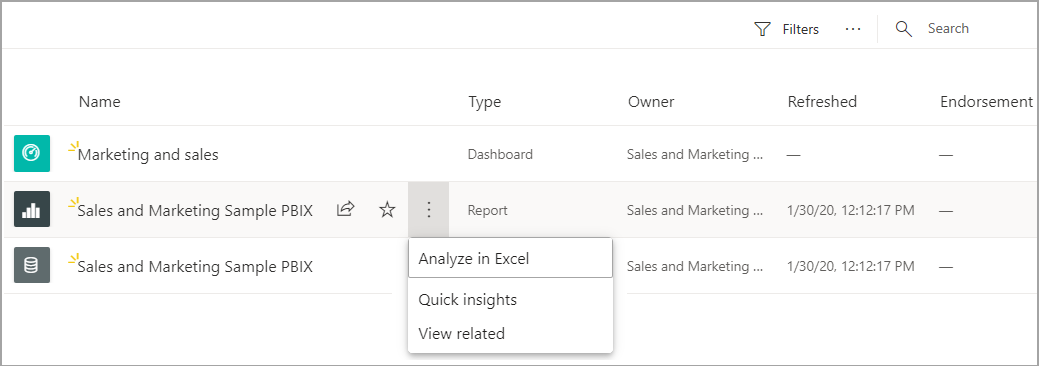 Filters ... Search
Name Type Owner Refreshed Endorsement
Marketing and sales Dashboard Sales and Marketing ... — —
Sales and Marketing Sample PBIX Report Sales and Marketing ... 1/30/20, 12:12:17 PM —
Sales and Marketing Sample PBIX Sales and Marketing ... 1/30/20, 12:12:17 PM —
Analyze in Excel
Quick insights
View related